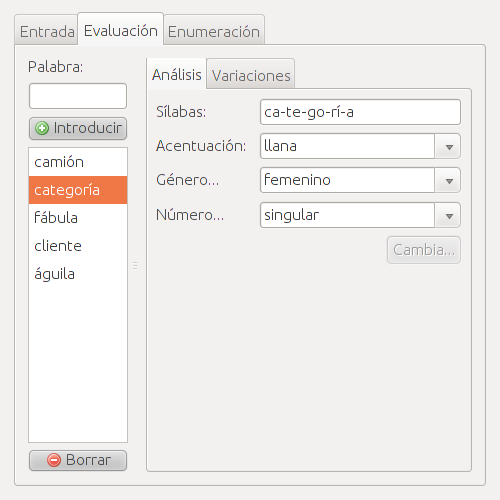 Entrada Evaluación Enumeración
Palabra:
Introducir
camión
categoría
fábula
cliente
águila
Borrar
Análisis Variaciones
Sílabas: ca-te-go-rí-a
Acentuación: llana
Género... femenino
Número... singular
Cambia...